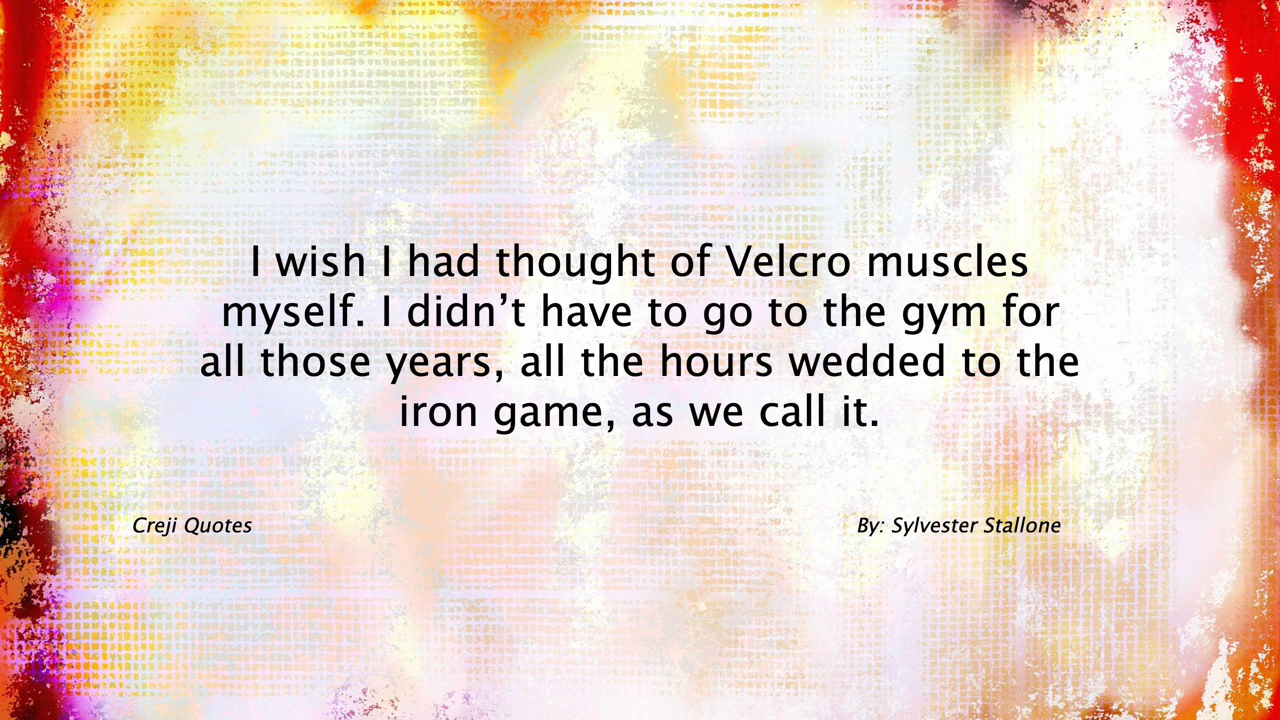 I wish I had thought of Velcro muscles
myself. I didn’t have to go to the gym for
all those years, all the hours wedded to the
iron game, as we call it.
Creji Quotes
By: Sylvester Stallone